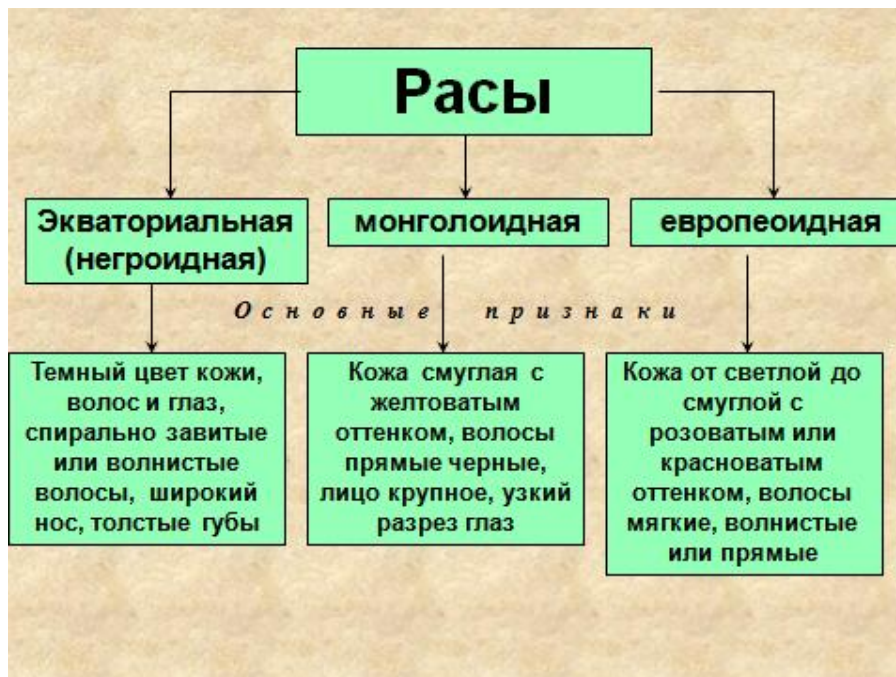 Расы
Экваториальная
(негроидная)
монголоидная
европеоидная
Основные признаки
Темный цвет кожи,
волос и глаз,
спирально завитые
или волнистые
волосы, широкий
нос, толстые губы
Кожа смуглая с
желтоватым
оттенком, волосы
прямые черные,
лицо крупное, узкий
разрез глаз
Кожа от светлой до
смуглой с
розоватым или
красноватым
оттенком, волосы
мягкие, волнистые
или прямые